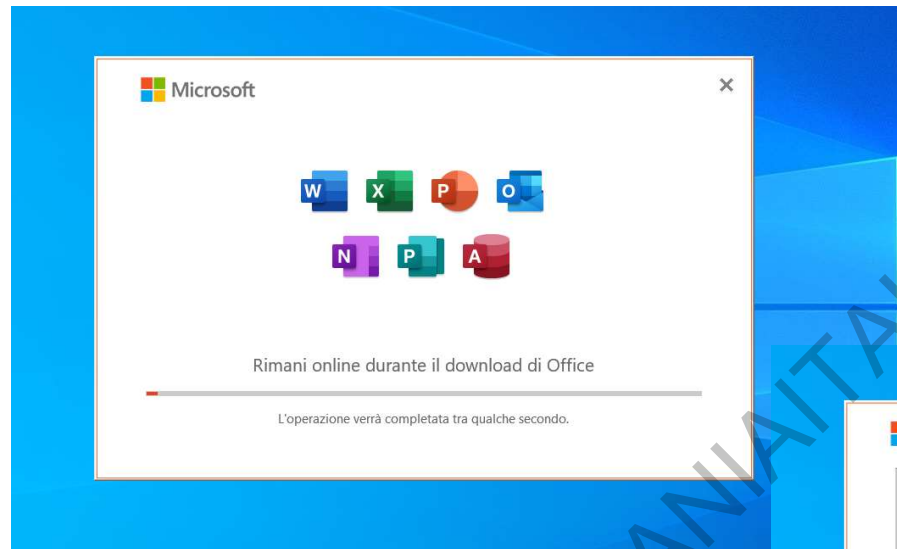 Microsoft
W X P O
N P A
Rimani online durante il download di Office
L'operazione verrà completata tra qualche secondo.